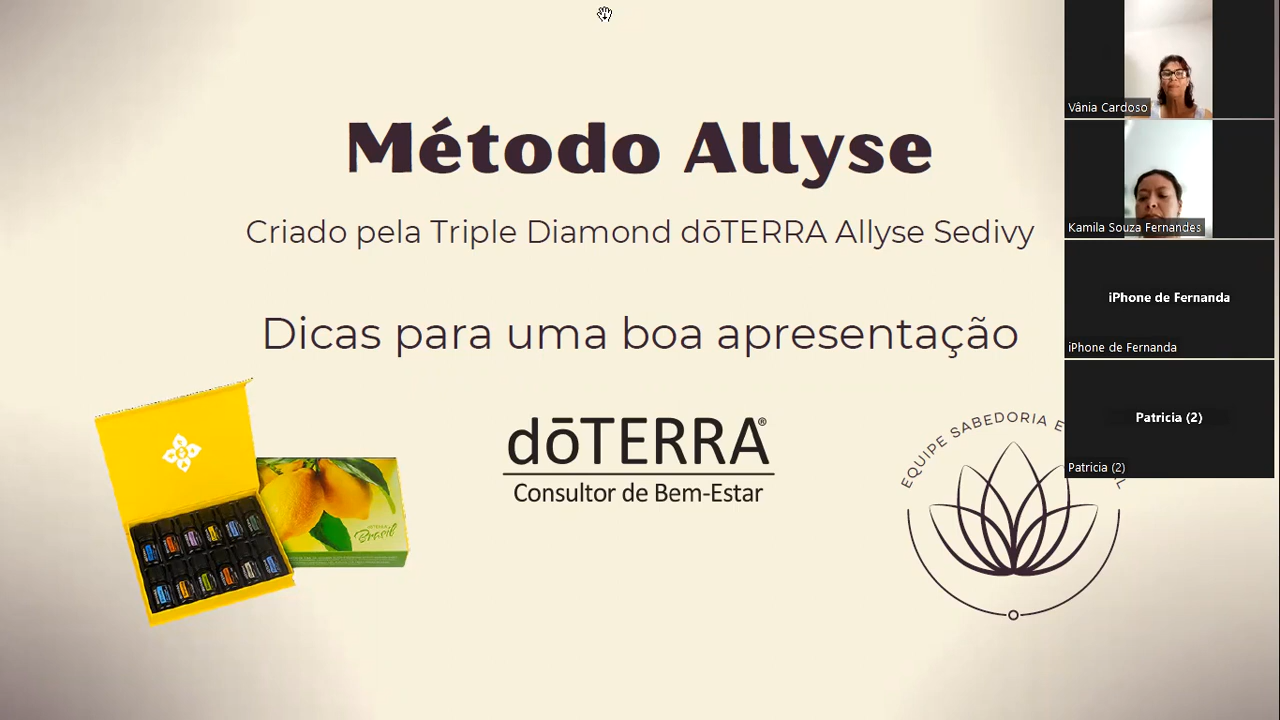 Método Allyse
Criado pela Triple Diamond dōTERRA Allyse Sedivy
Dicas para uma boa apresentação
dōTERRA®
Consultor de Bem-Estar
Brasil
EQUIPE SABEDORIA
Vânia Cardoso
Kamila Souza Fernandes
iPhone de Fernanda
iPhone de Fernanda
Patricia (2)
Patricia (2)